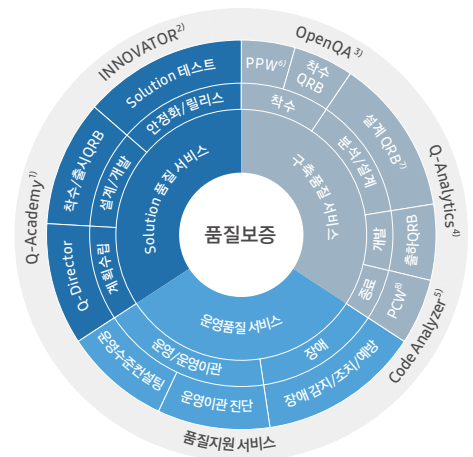 INNOVATOR2)
OpenQA3)
Q-Analytics4)
Code Analyzer5)
품질지원 서비스
Q-Academy1)
Solution 테스트
착수/출시QRB
Q-Director
안정화/릴리스
설계/개발
계획수립
Solution 품질 서비스
PPW6)
착수
QRB
설계 QRB7)
출하QRB
PCW8)
착수
분석/설계
개발
종료
구축품질 서비스
품질보증
운영품질 서비스
운영/운영이관
장애
운영수준컨설팅
운영이관 진단
장애 감지/조치/예방